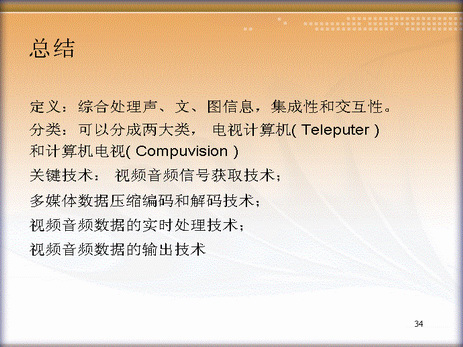 总结
定义：综合处理声、文、图信息，集成性和交互性。
分类：可以分成两大类， 电视计算机( Teleputer )
和计算机电视( Compuvision )
关键技术： 视频音频信号获取技术；
多媒体数据压缩编码和解码技术；
视频音频数据的实时处理技术；
视频音频数据的输出技术
34